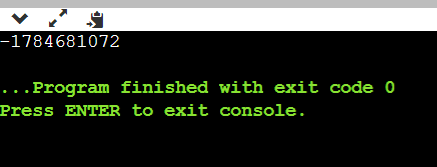 -1784681072
...Program finished with exit code 0
Press ENTER to exit console.